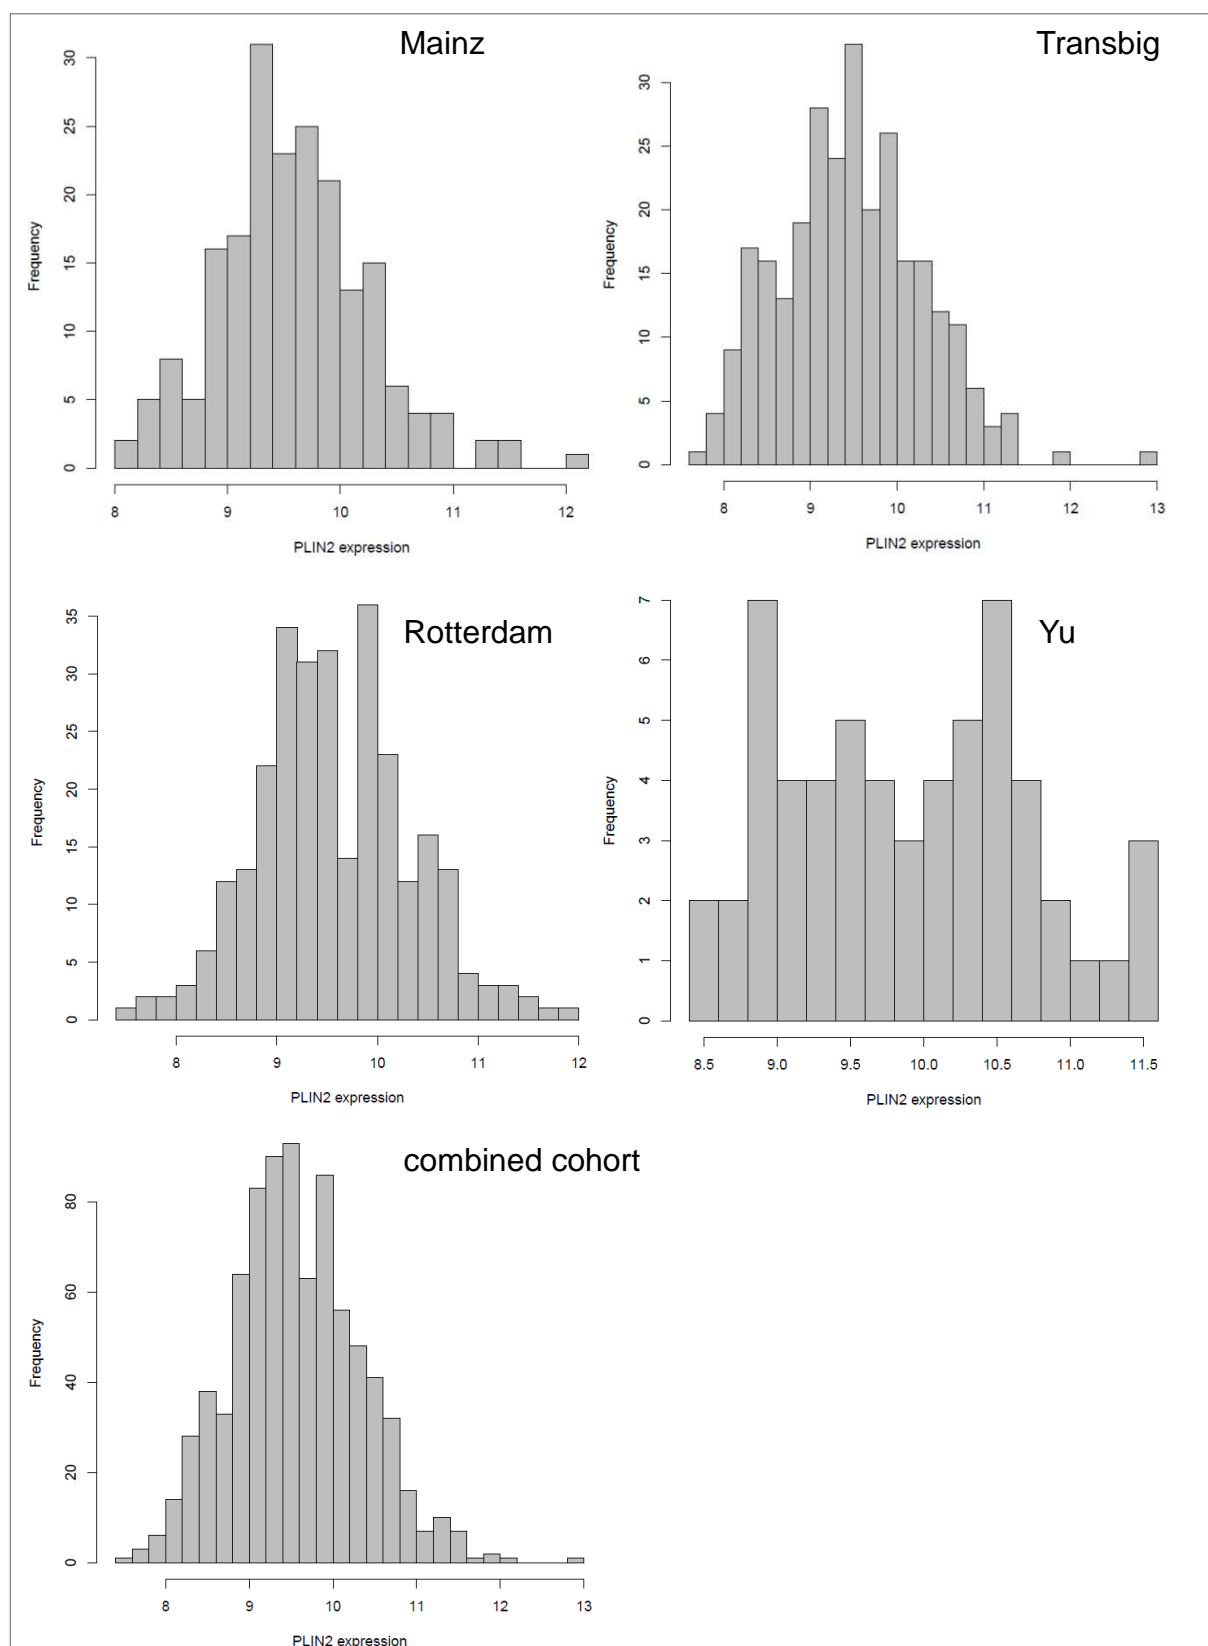 Mainz
Frequency
0 5 10 15 20 25 30
8 9 10 11 12
PLIN2 expression
Transbig
Frequency
0 5 10 15 20 25 30
8 9 10 11 12 13
PLIN2 expression
Rotterdam
Frequency
0 5 10 15 20 25 30 35
8 9 10 11 12
PLIN2 expression
Yu
Frequency
0 1 2 3 4 5 6 7
8.5 9.0 9.5 10.0 10.5 11.0 11.5
PLIN2 expression
combined cohort
Frequency
0 20 40 60 80
8 9 10 11 12 13
PLIN2 expression